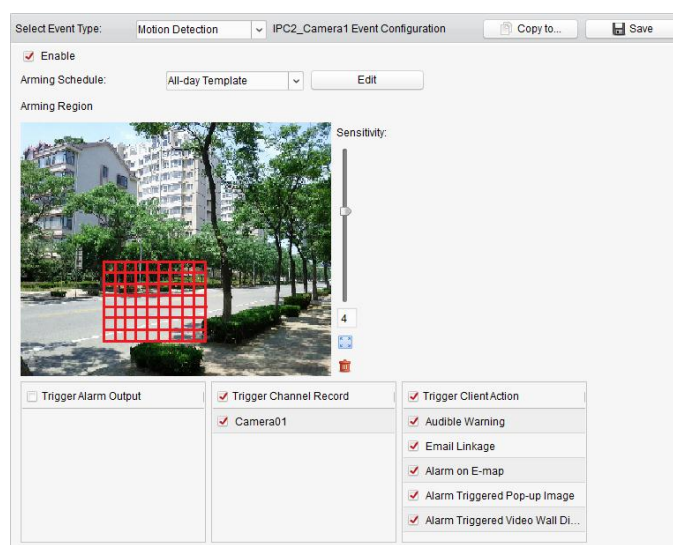 Select Event Type: Motion Detection IPC2_Camera1 Event Configuration Copy to... Save
Enable
Arming Schedule: All-day Template Edit
Arming Region
Sensitivity:
4
Trigger Alarm Output
Trigger Channel Record
Camera01
Trigger Client Action
Audible Warning
Email Linkage
Alarm on E-map
Alarm Triggered Pop-up Image
Alarm Triggered Video Wall Di...